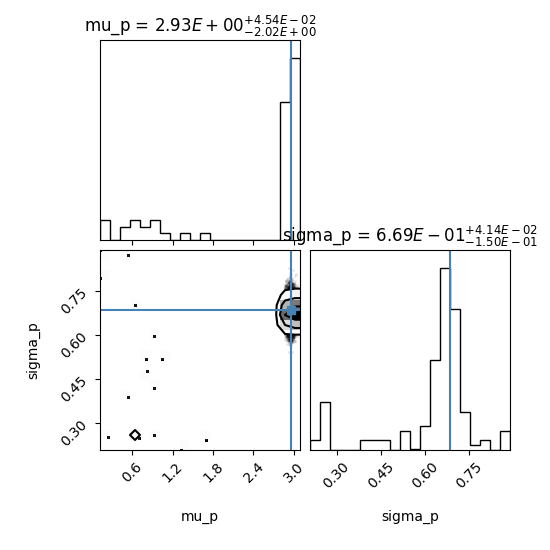 mu_p = 2.93E + 00^{+4.54E-02}_{-2.02E+00}
sigma_p = 6.69E - 01^{+4.14E-02}_{-1.50E-01}
0.75
0.60
0.45
0.30
sigma_p
0.6 1.2 1.8 2.4 3.0
mu_p
0.30 0.45 0.60 0.75
sigma_p